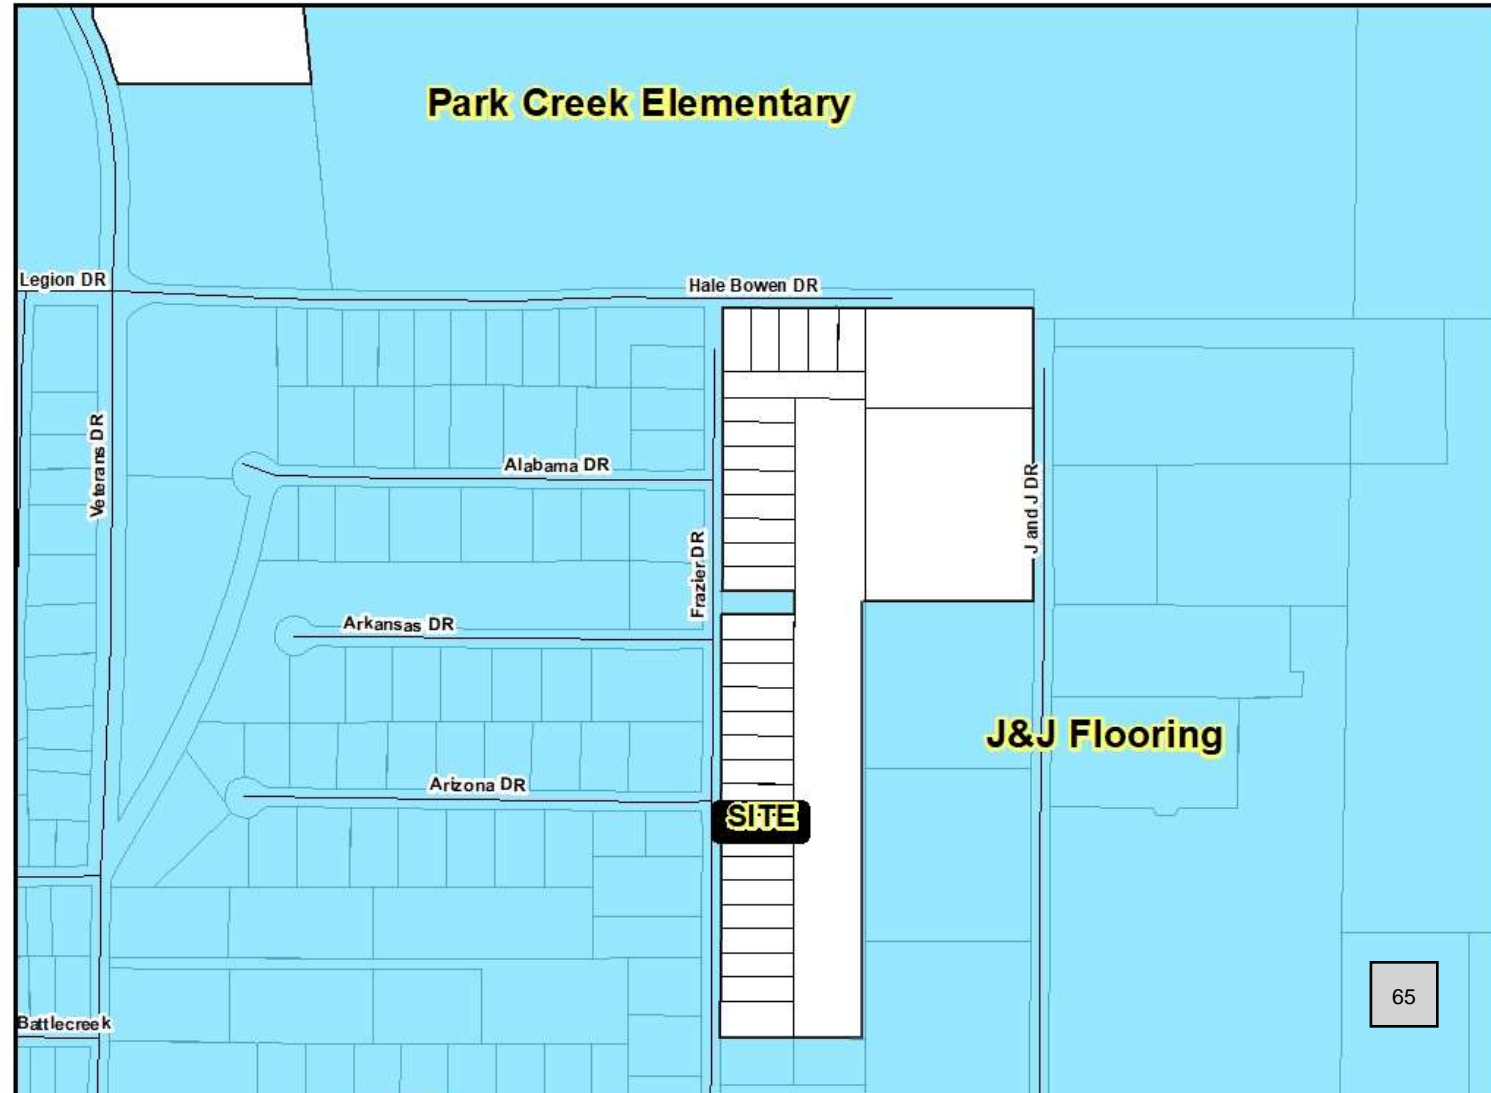 Park Creek Elementary
Legion DR
Hale Bowen DR
Veterans DR
Alabama DR
J and J DR
Frazier DR
Arkansas DR
J&J Flooring
Arizona DR
SITE
65
Battlecreek